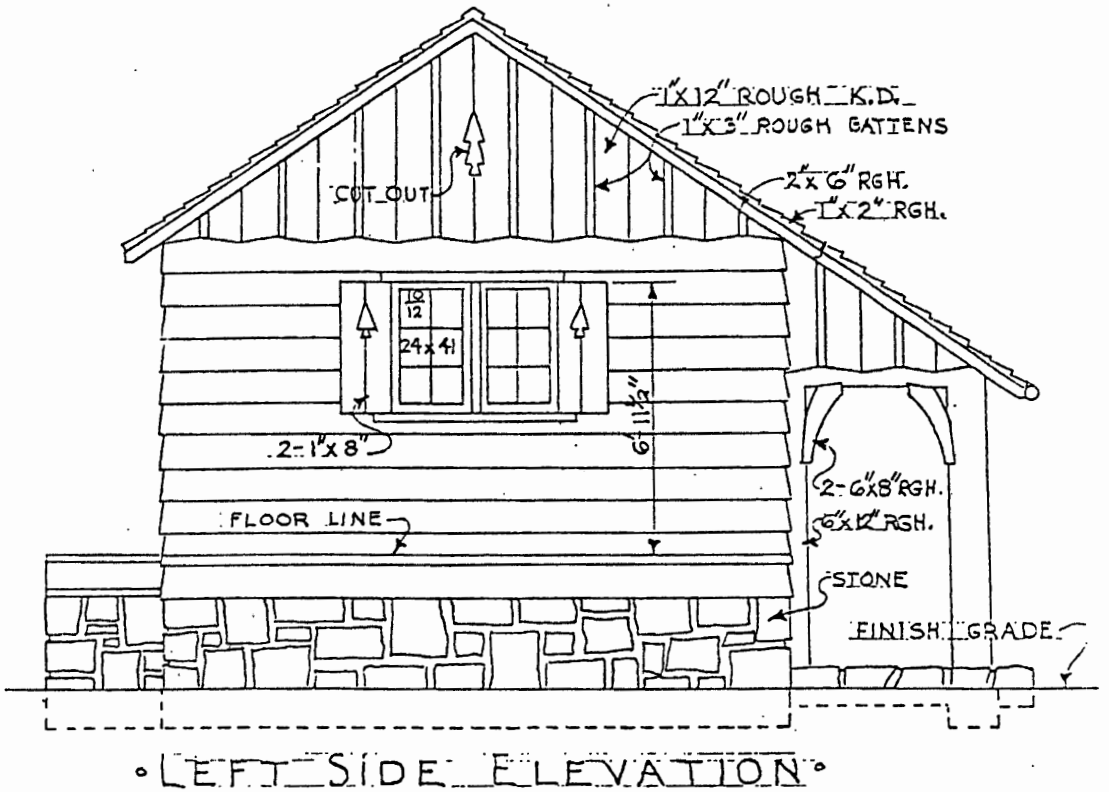 1"X12" ROUGH K.D.
1"X3" ROUGH BATTENS
CUT OUT
2"x6" RGH.
1"x2" RGH.
10
12
24x41
6'-11½"
2-1"x8"
2-6"x8" RGH.
FLOOR LINE
6"x12" RGH.
STONE
FINISH GRADE
•LEFT SIDE ELEVATION•